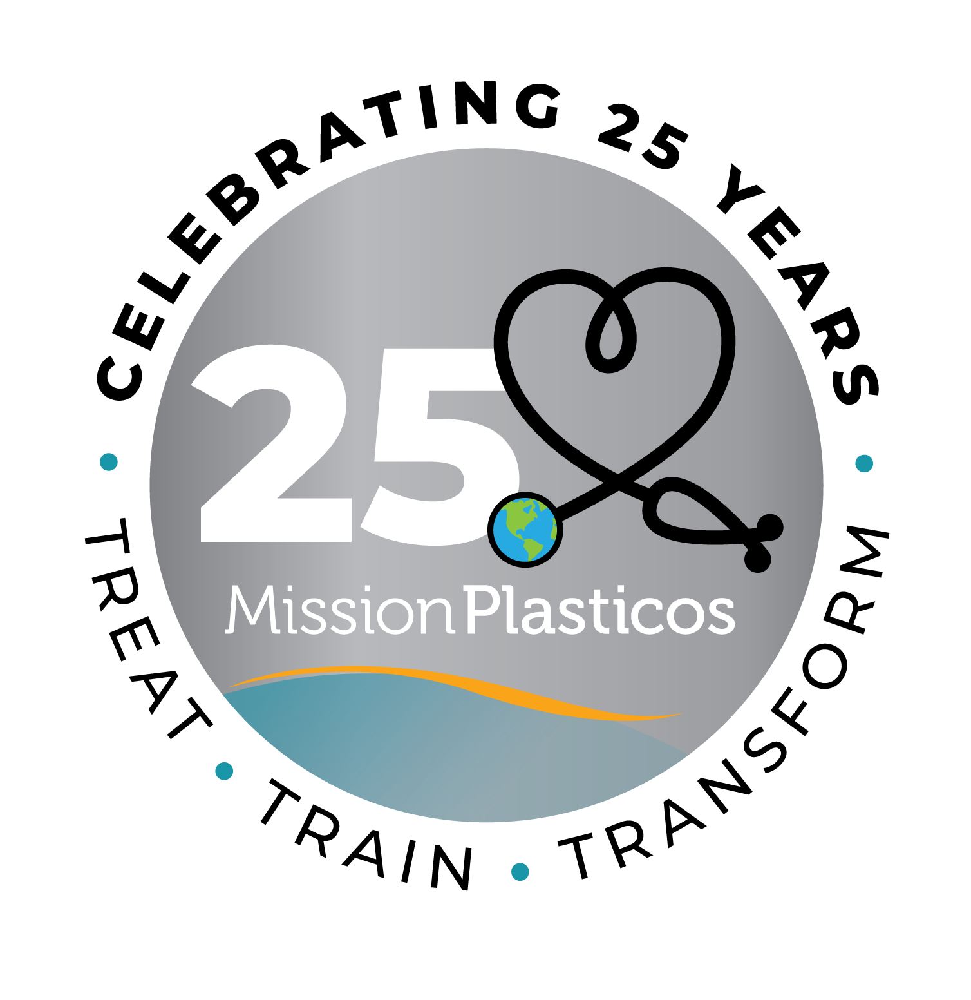 CELEBRATING 25 YEARS
25
MissionPlasticos
• TREAT • TRAIN • TRANSFORM •